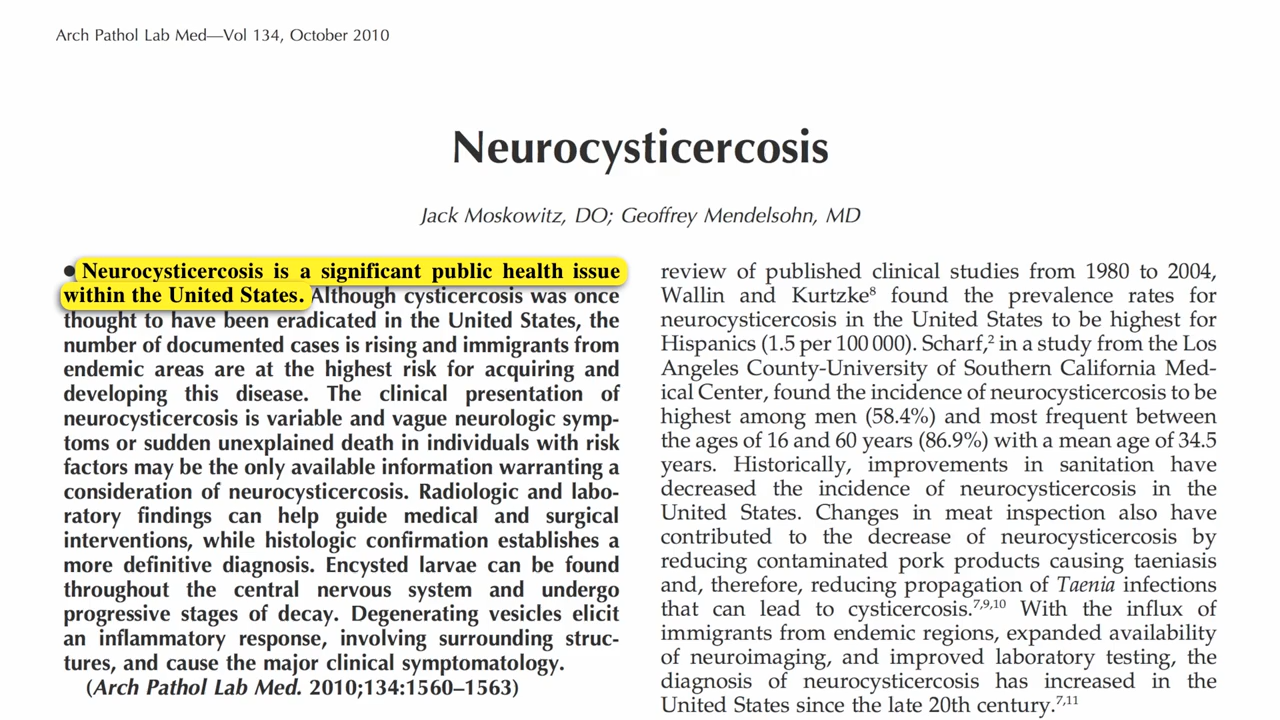 Arch Pathol Lab Med—Vol 134, October 2010
Neurocysticercosis
Jack Moskowitz, DO; Geoffrey Mendelsohn, MD
● Neurocysticercosis is a significant public health issue
within the United States. Although cysticercosis was once
thought to have been eradicated in the United States, the
number of documented cases is rising and immigrants from
endemic areas are at the highest risk for acquiring and
developing this disease. The clinical presentation of
neurocysticercosis is variable and vague neurologic symp-
toms or sudden unexplained death in individuals with risk
factors may be the only available information warranting a
consideration of neurocysticercosis. Radiologic and labo-
ratory findings can help guide medical and surgical
interventions, while histologic confirmation establishes a
more definitive diagnosis. Encysted larvae can be found
throughout the central nervous system and undergo
progressive stages of decay. Degenerating vesicles elicit
an inflammatory response, involving surrounding struc-
tures, and cause the major clinical symptomatology.
(Arch Pathol Lab Med. 2010;134:1560–1563)
review of published clinical studies from 1980 to 2004,
Wallin and Kurtzke8 found the prevalence rates for
neurocysticercosis in the United States to be highest for
Hispanics (1.5 per 100 000). Scharf,2 in a study from the Los
Angeles County-University of Southern California Med-
ical Center, found the incidence of neurocysticercosis to be
highest among men (58.4%) and most frequent between
the ages of 16 and 60 years (86.9%) with a mean age of 34.5
years. Historically, improvements in sanitation have
decreased the incidence of neurocysticercosis in the
United States. Changes in meat inspection also have
contributed to the decrease of neurocysticercosis by
reducing contaminated pork products causing taeniasis
and, therefore, reducing propagation of Taenia infections
that can lead to cysticercosis.7,9,10 With the influx of
immigrants from endemic regions, expanded availability
of neuroimaging, and improved laboratory testing, the
diagnosis of neurocysticercosis has increased in the
United States since the late 20th century.7,11